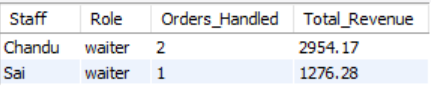 Staff Role Orders_Handled Total_Revenue
Chandu waiter 2 2954.17
Sai waiter 1 1276.28